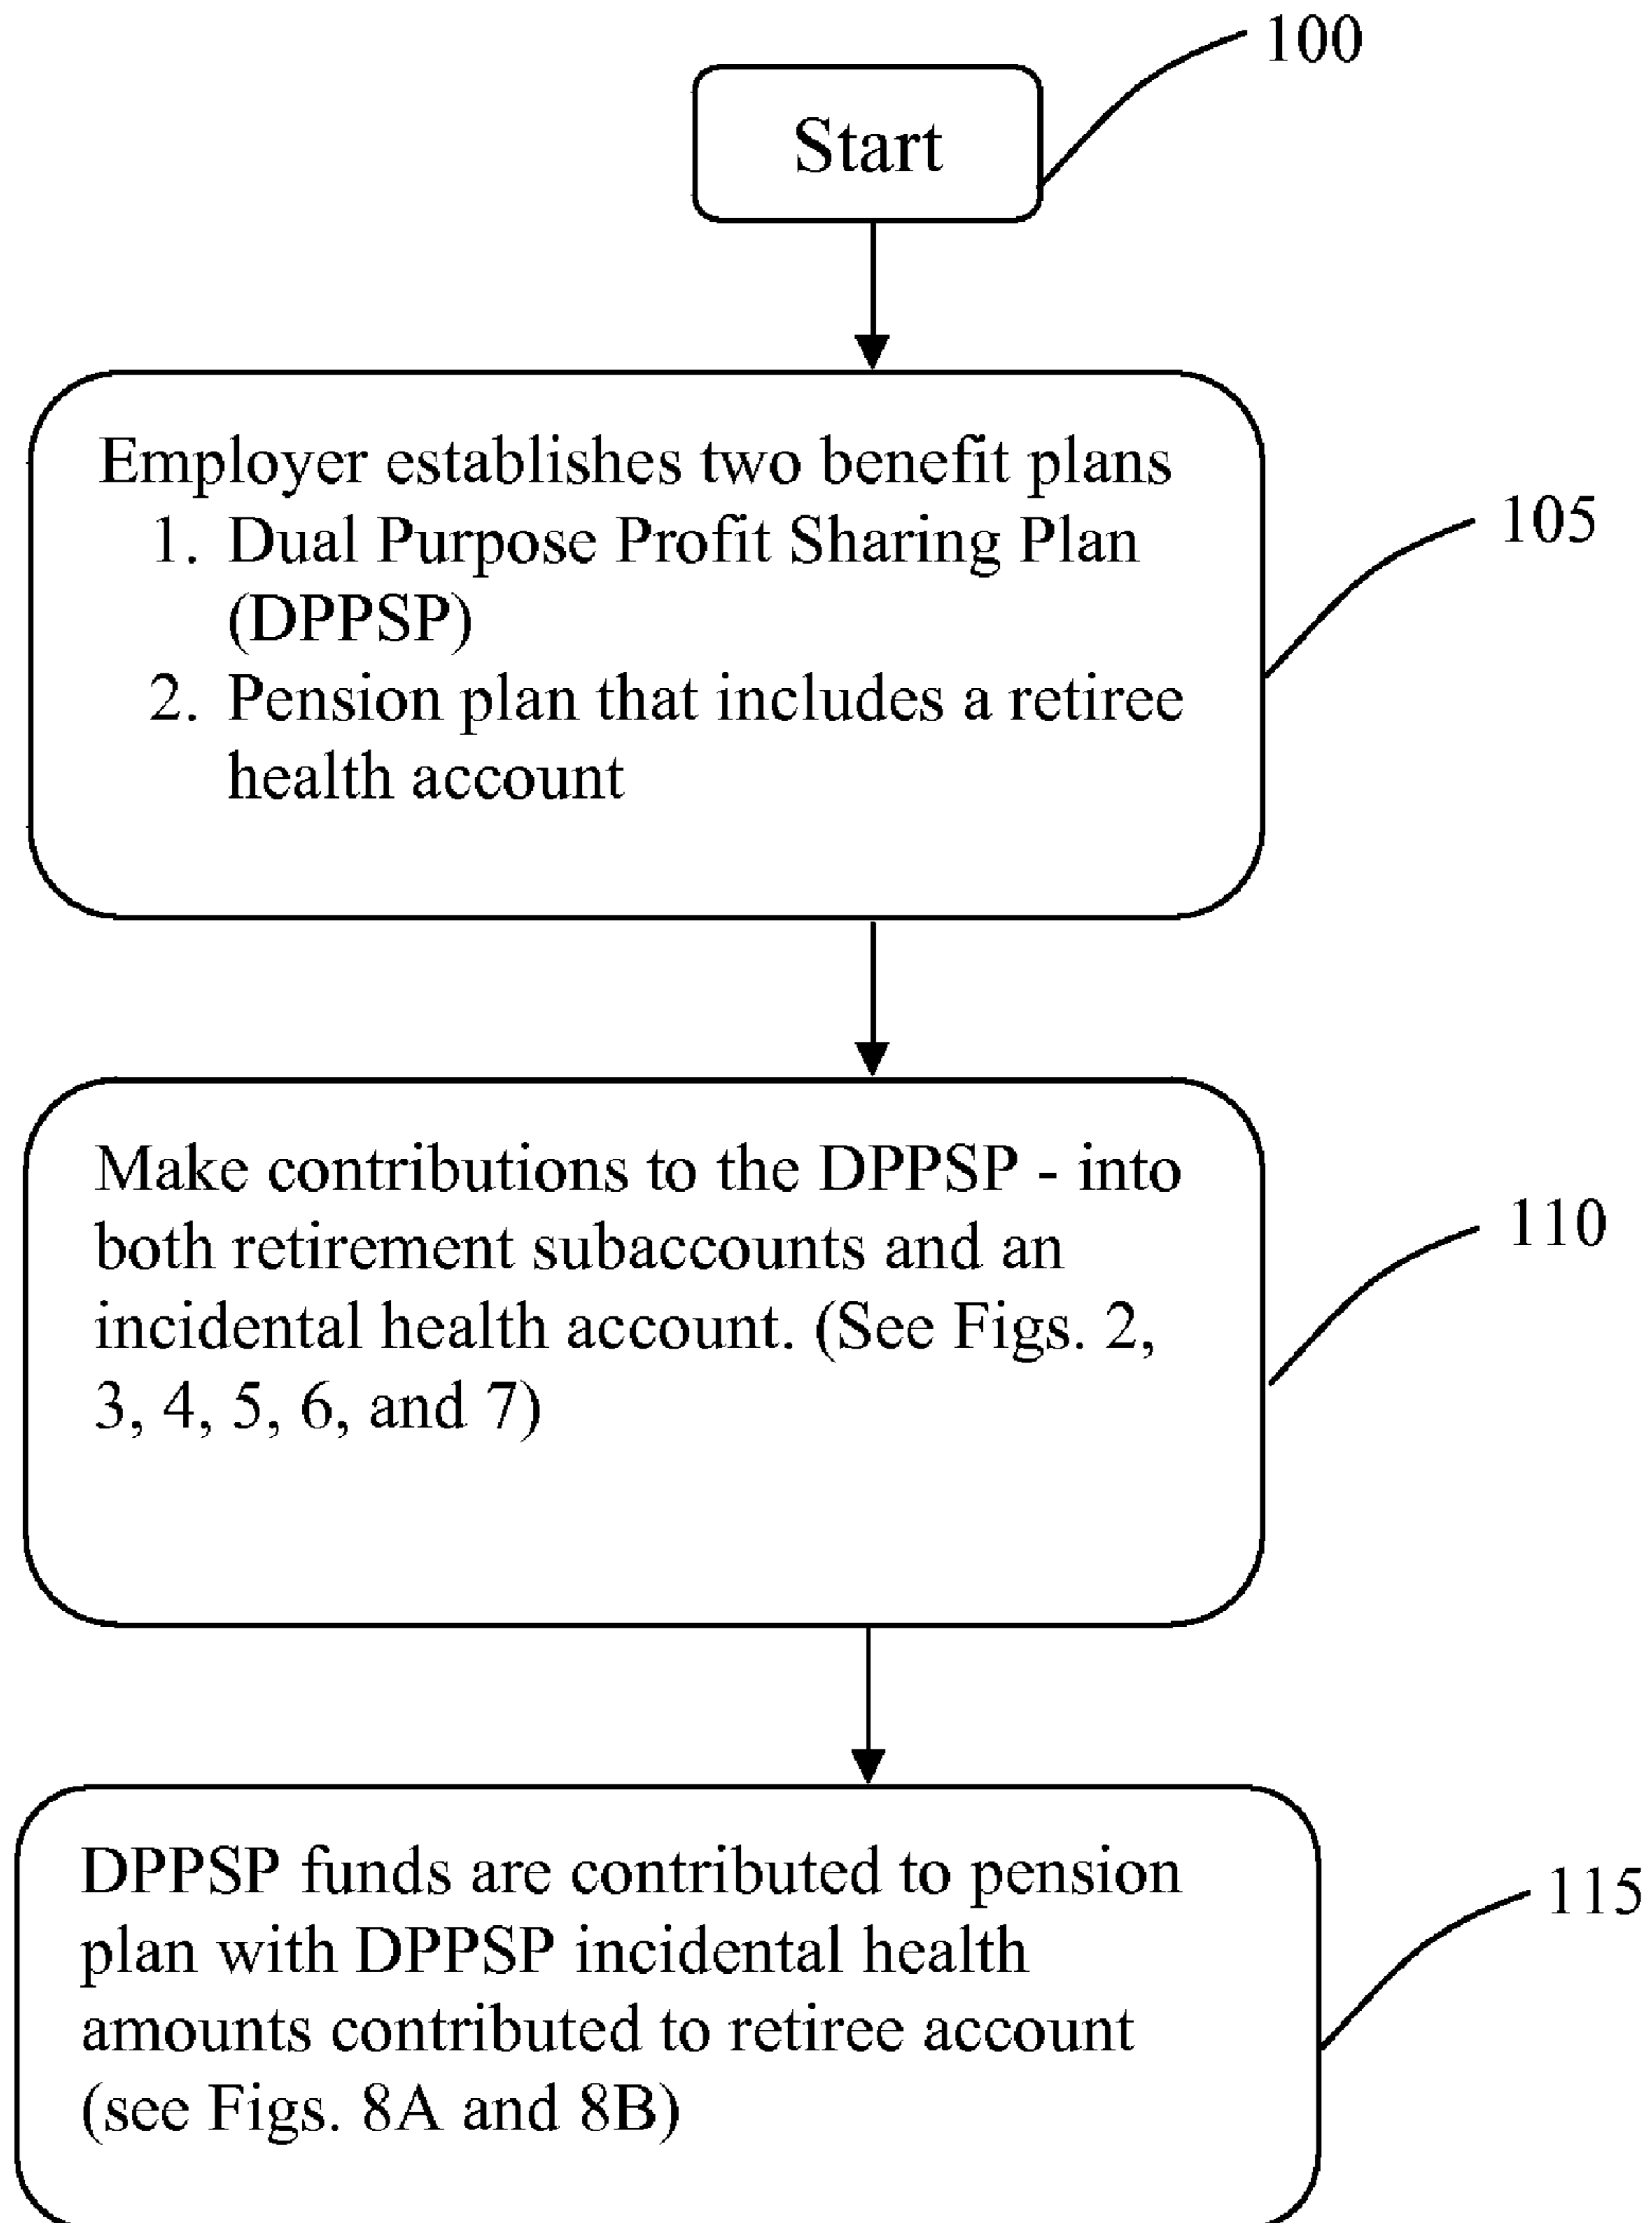 100
Start
Employer establishes two benefit plans
1. Dual Purpose Profit Sharing Plan
(DPPSP)
105
2. Pension plan that includes a retiree
health account
Make contributions to the DPPSP - into
both retirement subaccounts and an
incidental health account. (See Figs. 2,
3, 4, 5, 6, and 7)
110
DPPSP funds are contributed to pension
plan with DPPSP incidental health
amounts contributed to retiree account
(see Figs. 8A and 8B)
115